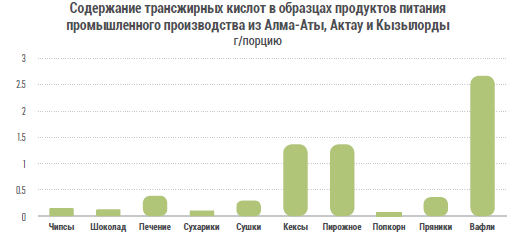 Содержание трансжирных кислот в образцах продуктов питания
промышленного производства из Алма-Аты, Актау и Кызылорды
г/порцию
3
2.5
2
1.5
1
0.5
0
Чипсы Шоколад Печение Сухарики Сушки Кексы Пирожное Попкорн Пряники Вафли